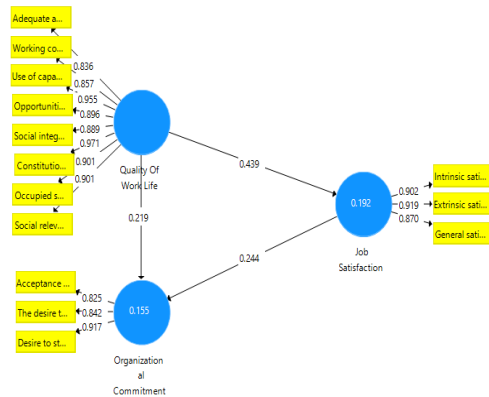 Adequate a...
Working co...
Use of capa...
Opportuniti...
Social integ...
Constitutio...
Occupied s...
Social relev...
0.836
0.857
0.955
0.896
0.889
0.971
0.901
0.901
Quality Of
Work Life
0.439
0.219
0.244
0.192
Job
Satisfaction
0.902
0.919
0.870
Intrinsic sati...
Extrinsic sati...
General sati...
Acceptance ...
The desire t...
Desire to st...
0.825
0.842
0.917
0.155
Organization
al
Commitment